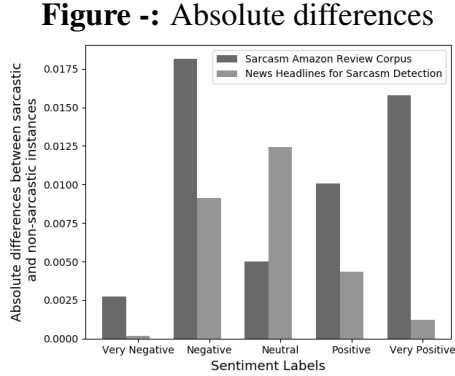 Figure -: Absolute differences
Sarcasm Amazon Review Corpus
News Headlines for Sarcasm Detection
Absolute differences between sarcastic
and non-sarcastic instances
0.0175
0.0150
0.0125
0.0100
0.0075
0.0050
0.0025
0.0000
Very Negative Negative Neutral Positive Very Positive
Sentiment Labels